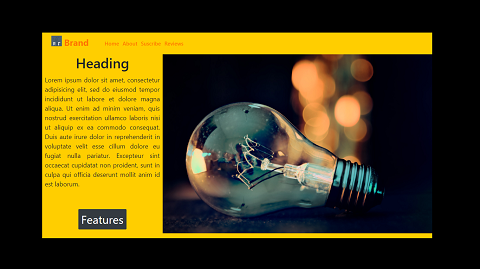 Brand
Home About Suscribe Reviews
Heading
Lorem ipsum dolor sit amet, consectetur
adipisicing elit, sed do eiusmod tempor
incididunt ut labore et dolore magna
aliqua. Ut enim ad minim veniam, quis
nostrud exercitation ullamco laboris nisi
ut aliquip ex ea commodo consequat.
Duis aute irure dolor in reprehenderit in
voluptate velit esse cillum dolore eu
fugiat nulla pariatur. Excepteur sint
occaecat cupidatat non proident, sunt in
culpa qui officia deserunt mollit anim id
est laborum.
Features